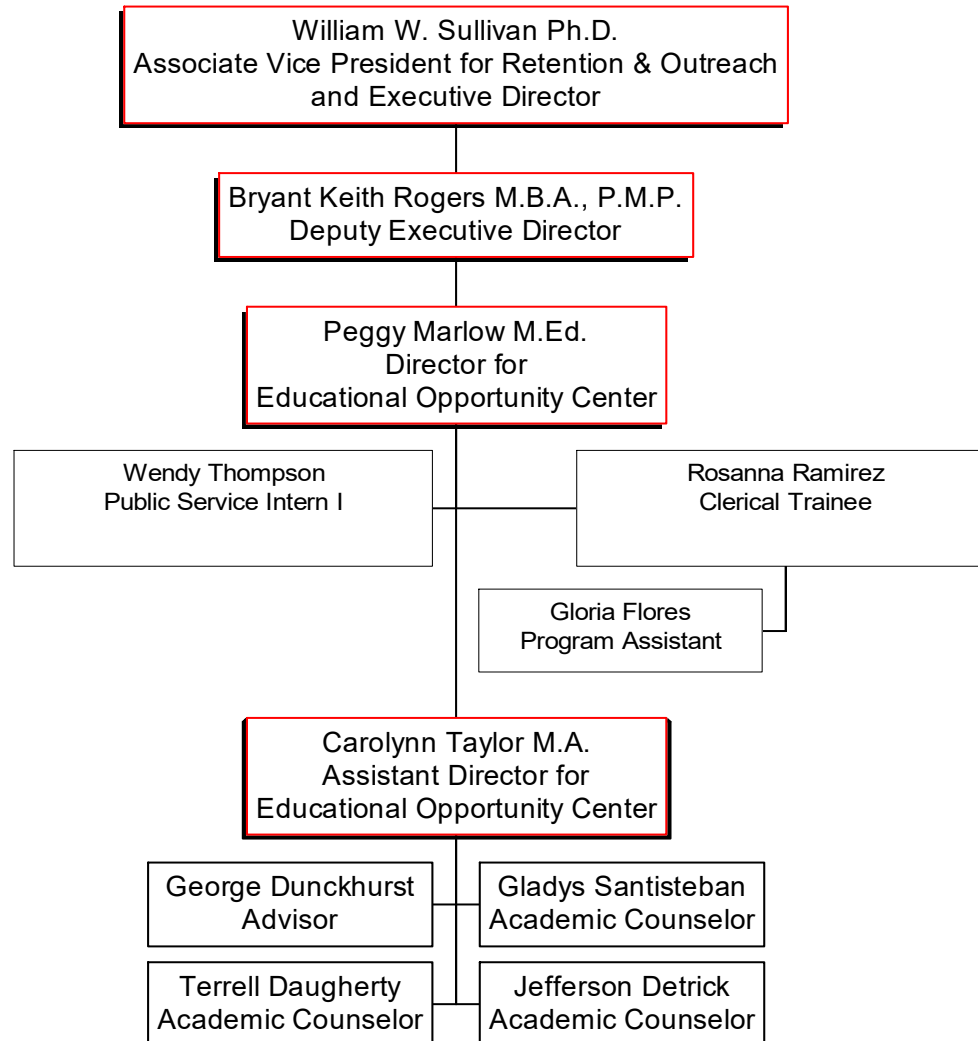 William W. Sullivan Ph.D.
Associate Vice President for Retention & Outreach
and Executive Director
Bryant Keith Rogers M.B.A., P.M.P.
Deputy Executive Director
Peggy Marlow M.Ed.
Director for
Educational Opportunity Center
Wendy Thompson
Public Service Intern I
Rosanna Ramirez
Clerical Trainee
Gloria Flores
Program Assistant
Carolynn Taylor M.A.
Assistant Director for
Educational Opportunity Center
George Dunckhurst
Advisor
Gladys Santisteban
Academic Counselor
Terrell Daugherty
Academic Counselor
Jefferson Detrick
Academic Counselor